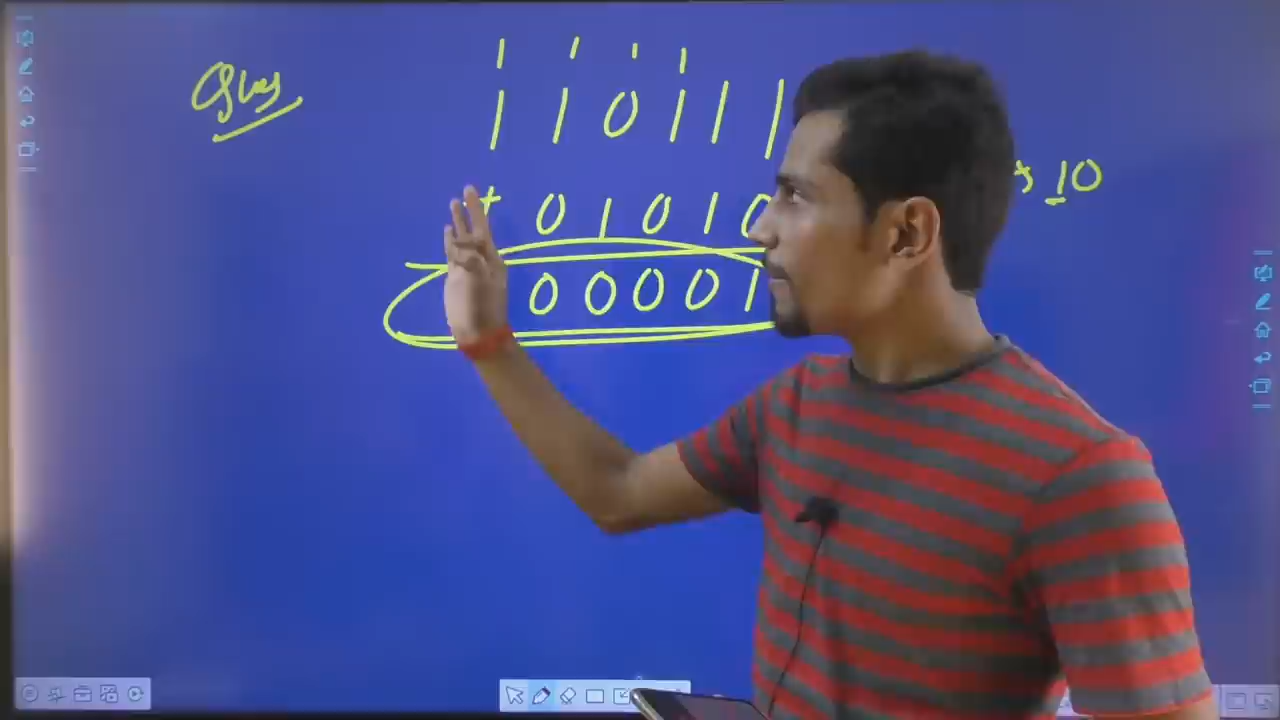 Ques
1 1 1 1
1 1 0 1 1 1
10
+ 0 1 0 1 0
0 0 0 0 1